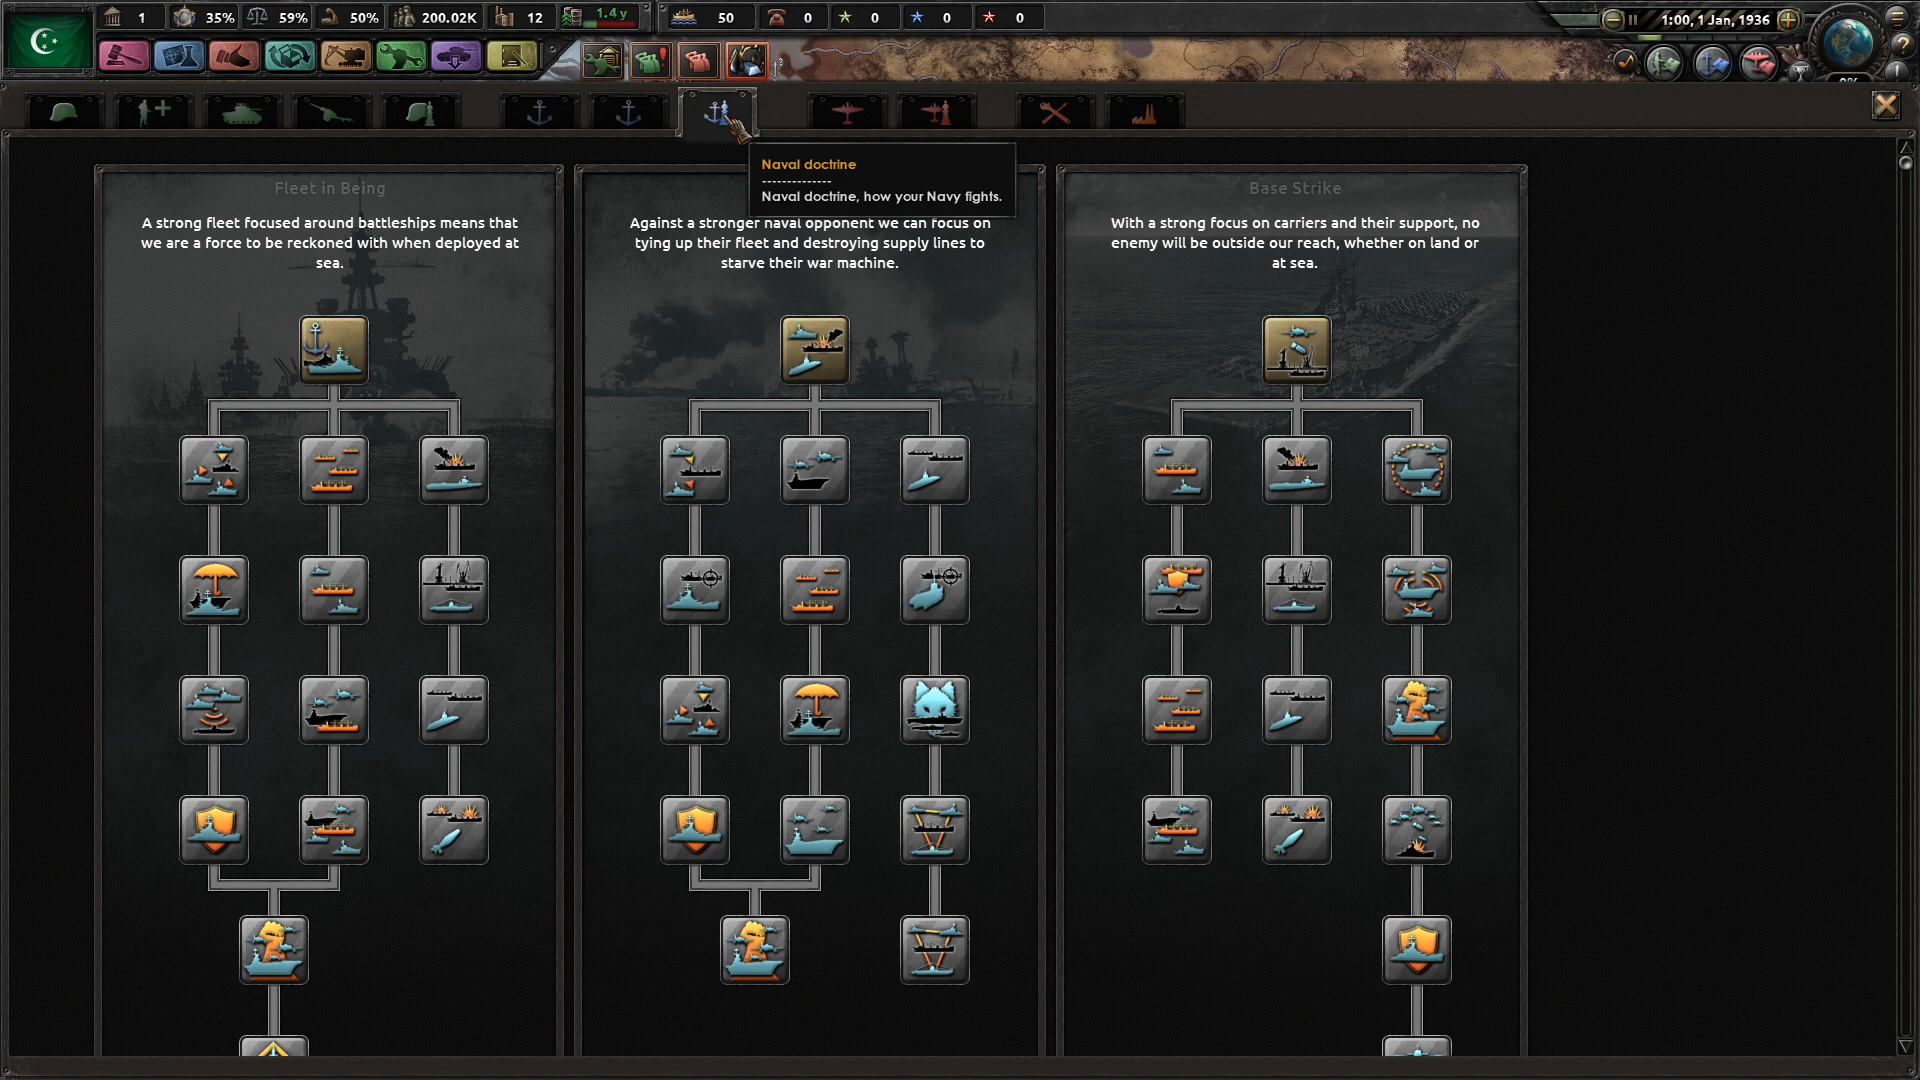 1
35%
59%
50%
200.02K
12
1.4 y
50
0
0
0
0
1:00, 1 Jan, 1936
?
Naval doctrine
--------------
Naval doctrine, how your Navy fights.
Fleet in Being
A strong fleet focused around battleships means that
we are a force to be reckoned with when deployed at
sea.
Against a stronger naval opponent we can focus on
tying up their fleet and destroying supply lines to
starve their war machine.
Base Strike
With a strong focus on carriers and their support, no
enemy will be outside our reach, whether on land or
at sea.